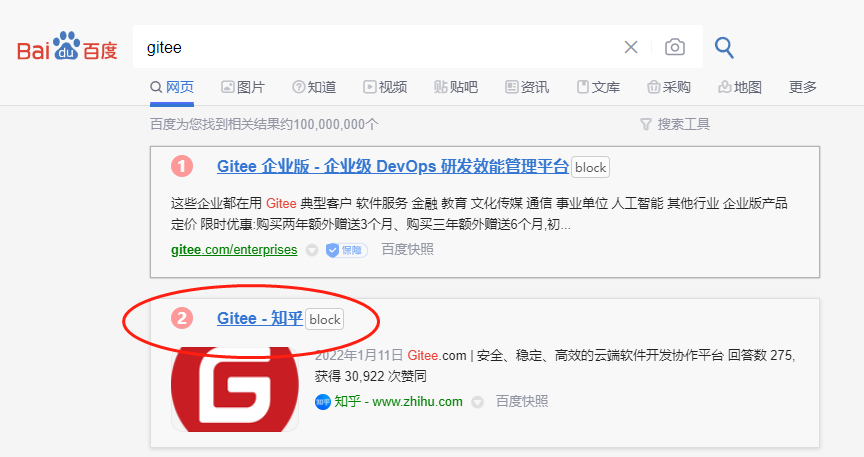 Bai du 百度 gitee
网页 图片 知道 视频 贴吧 资讯 文库 采购 地图 更多
百度为您找到相关结果约100,000,000个 搜索工具
1 Gitee 企业版 - 企业级 DevOps 研发效能管理平台 block
这些企业都在用 Gitee 典型客户 软件服务 金融 教育 文化传媒 通信 事业单位 人工智能 其他行业 企业版产品
定价 限时优惠:购买两年额外赠送3个月、购买三年额外赠送6个月,初...
gitee.com/enterprises 保障 百度快照
2 Gitee - 知乎 block
2022年1月11日 Gitee.com | 安全、稳定、高效的云端软件开发协作平台 回答数 275,
获得 30,922 次赞同
知乎 知乎 - www.zhihu.com 百度快照
G